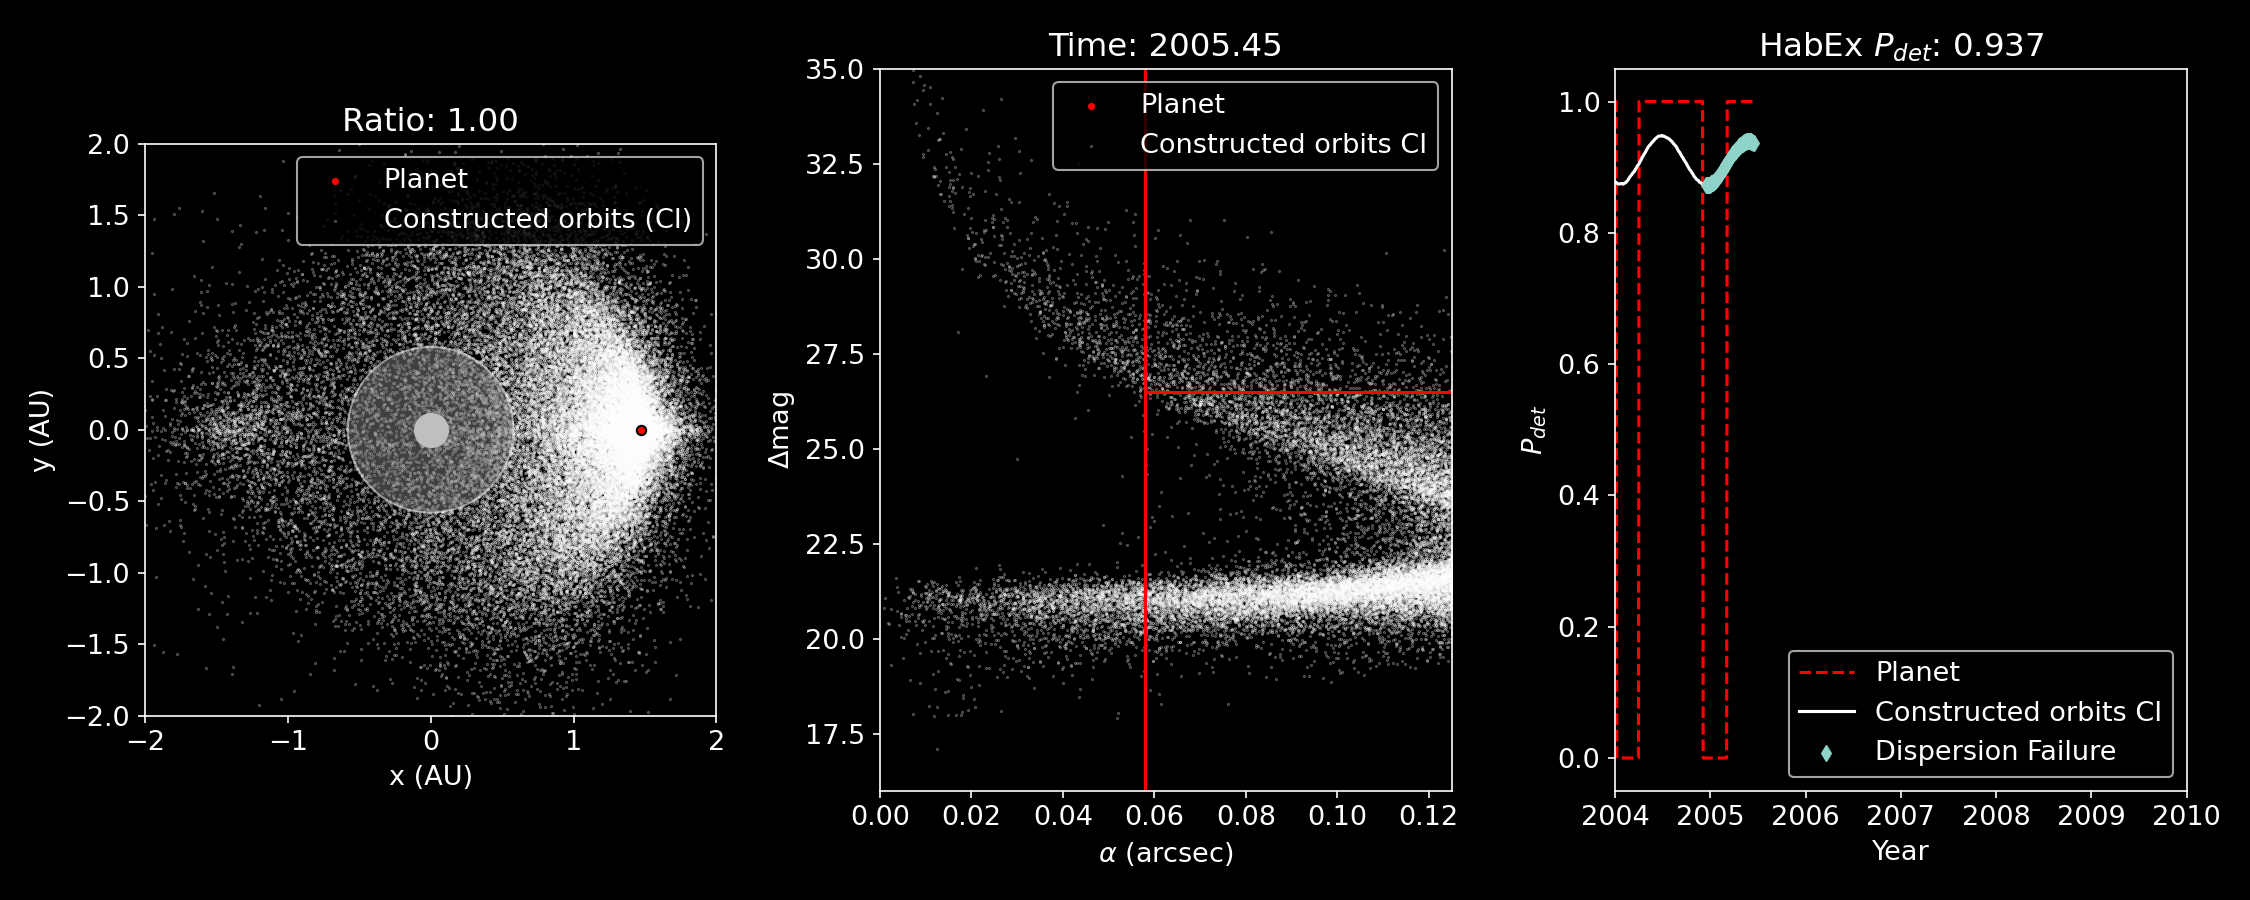 Ratio: 1.00
Planet
Constructed orbits (CI)
2.0
1.5
1.0
0.5
0.0
−0.5
−1.0
−1.5
−2.0
−2
−1
0
1
2
x (AU)
y (AU)
Time: 2005.45
Planet
Constructed orbits CI
35.0
32.5
30.0
27.5
25.0
22.5
20.0
17.5
0.00
0.02
0.04
0.06
0.08
0.10
0.12
α (arcsec)
Δmag
HabEx P_det: 0.937
1.0
0.8
0.6
0.4
0.2
0.0
Planet
Constructed orbits CI
Dispersion Failure
2004
2005
2006
2007
2008
2009
2010
Year
P_det